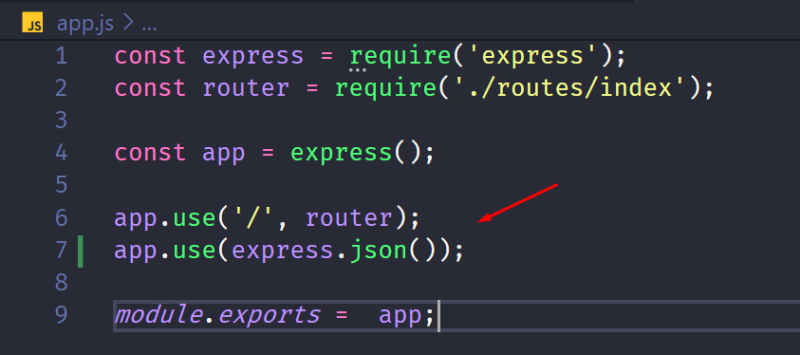 JS app.js > ...
1 const express = require('express');
2 const router = require('./routes/index');
3
4 const app = express();
5
6 app.use('/', router);
7 app.use(express.json());
8
9 module.exports =  app;